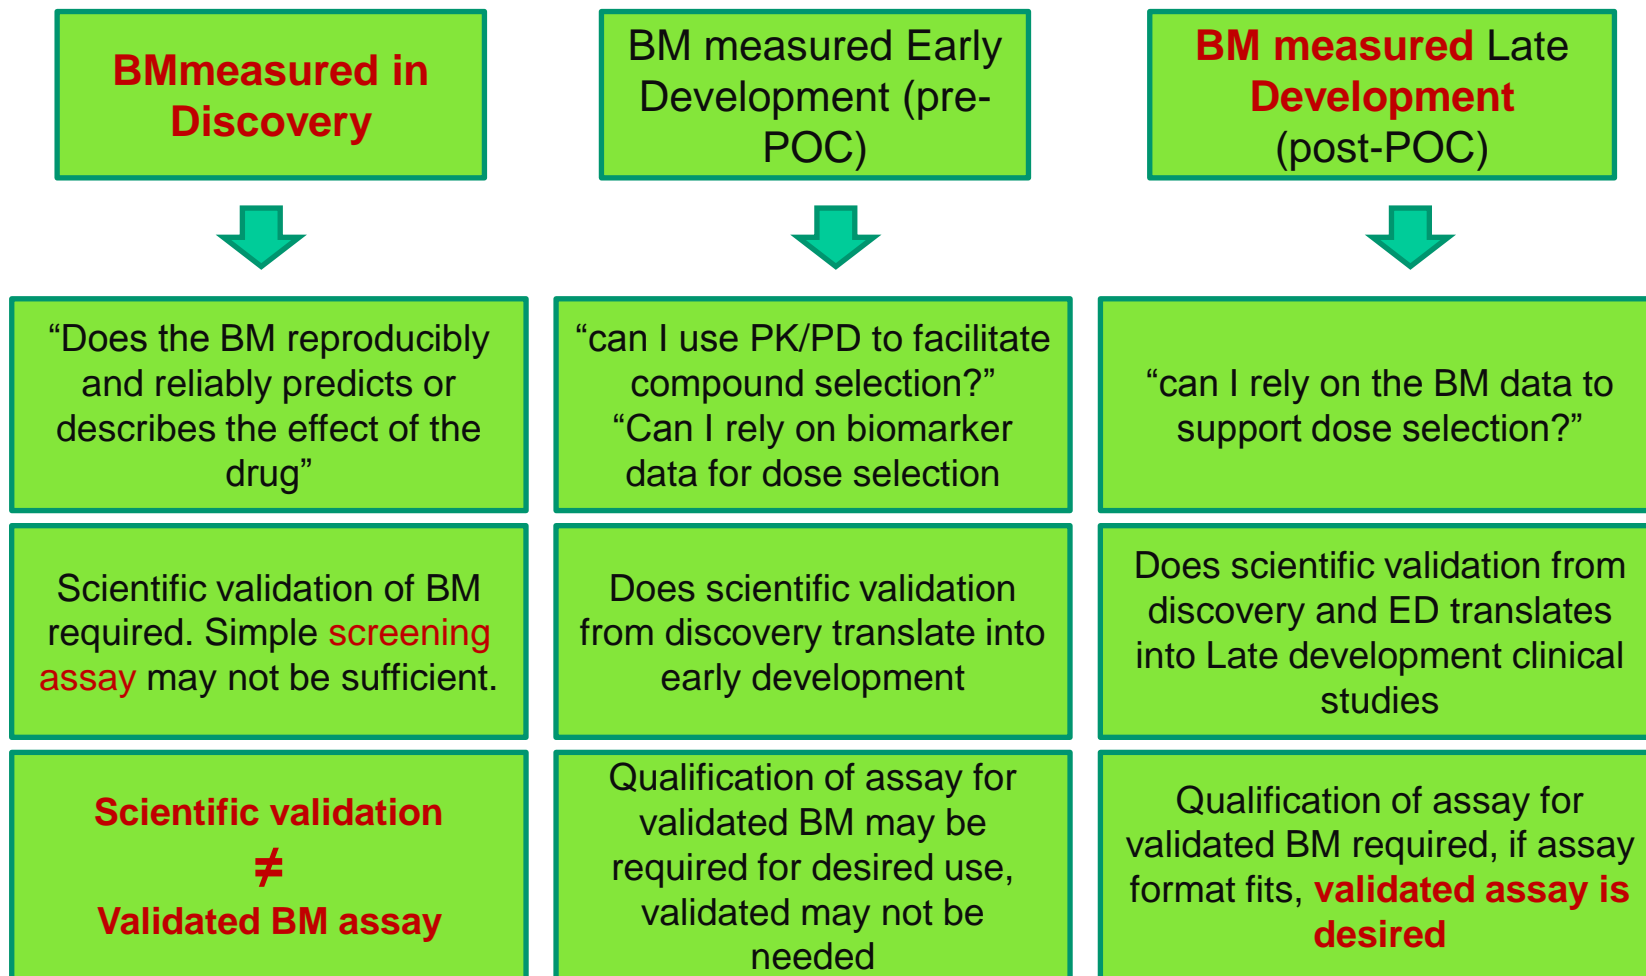 BMmeasured in
Discovery
BM measured Early
Development (pre-
POC)
BM measured Late
Development
(post-POC)
“Does the BM reproducibly
and reliably predicts or
describes the effect of the
drug”
“can I use PK/PD to facilitate
compound selection?”
“Can I rely on biomarker
data for dose selection
“can I rely on the BM data to
support dose selection?”
Scientific validation of BM
required. Simple screening
assay may not be sufficient.
Does scientific validation
from discovery translate into
early development
Does scientific validation from
discovery and ED translates
into Late development clinical
studies
Scientific validation
≠
Validated BM assay
Qualification of assay for
validated BM may be
required for desired use,
validated may not be
needed
Qualification of assay for
validated BM required, if assay
format fits, validated assay is
desired